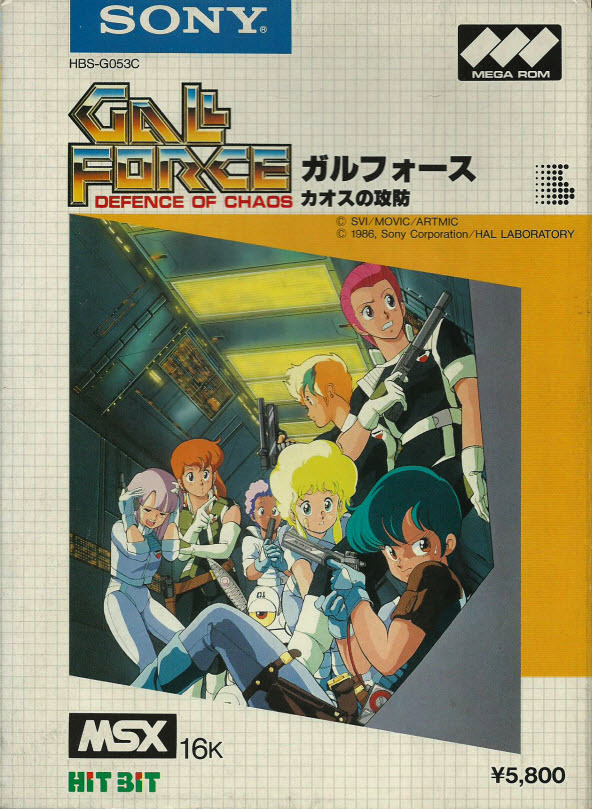 SONY®
HBS-G053C
MEGA ROM
GALL FORCE
DEFENCE OF CHAOS
ガルフォース
カオスの攻防
© SVI/MOVIC/ARTMIC
© 1986, Sony Corporation/HAL LABORATORY
01
MSX 16K
HiT BiT
¥5,800